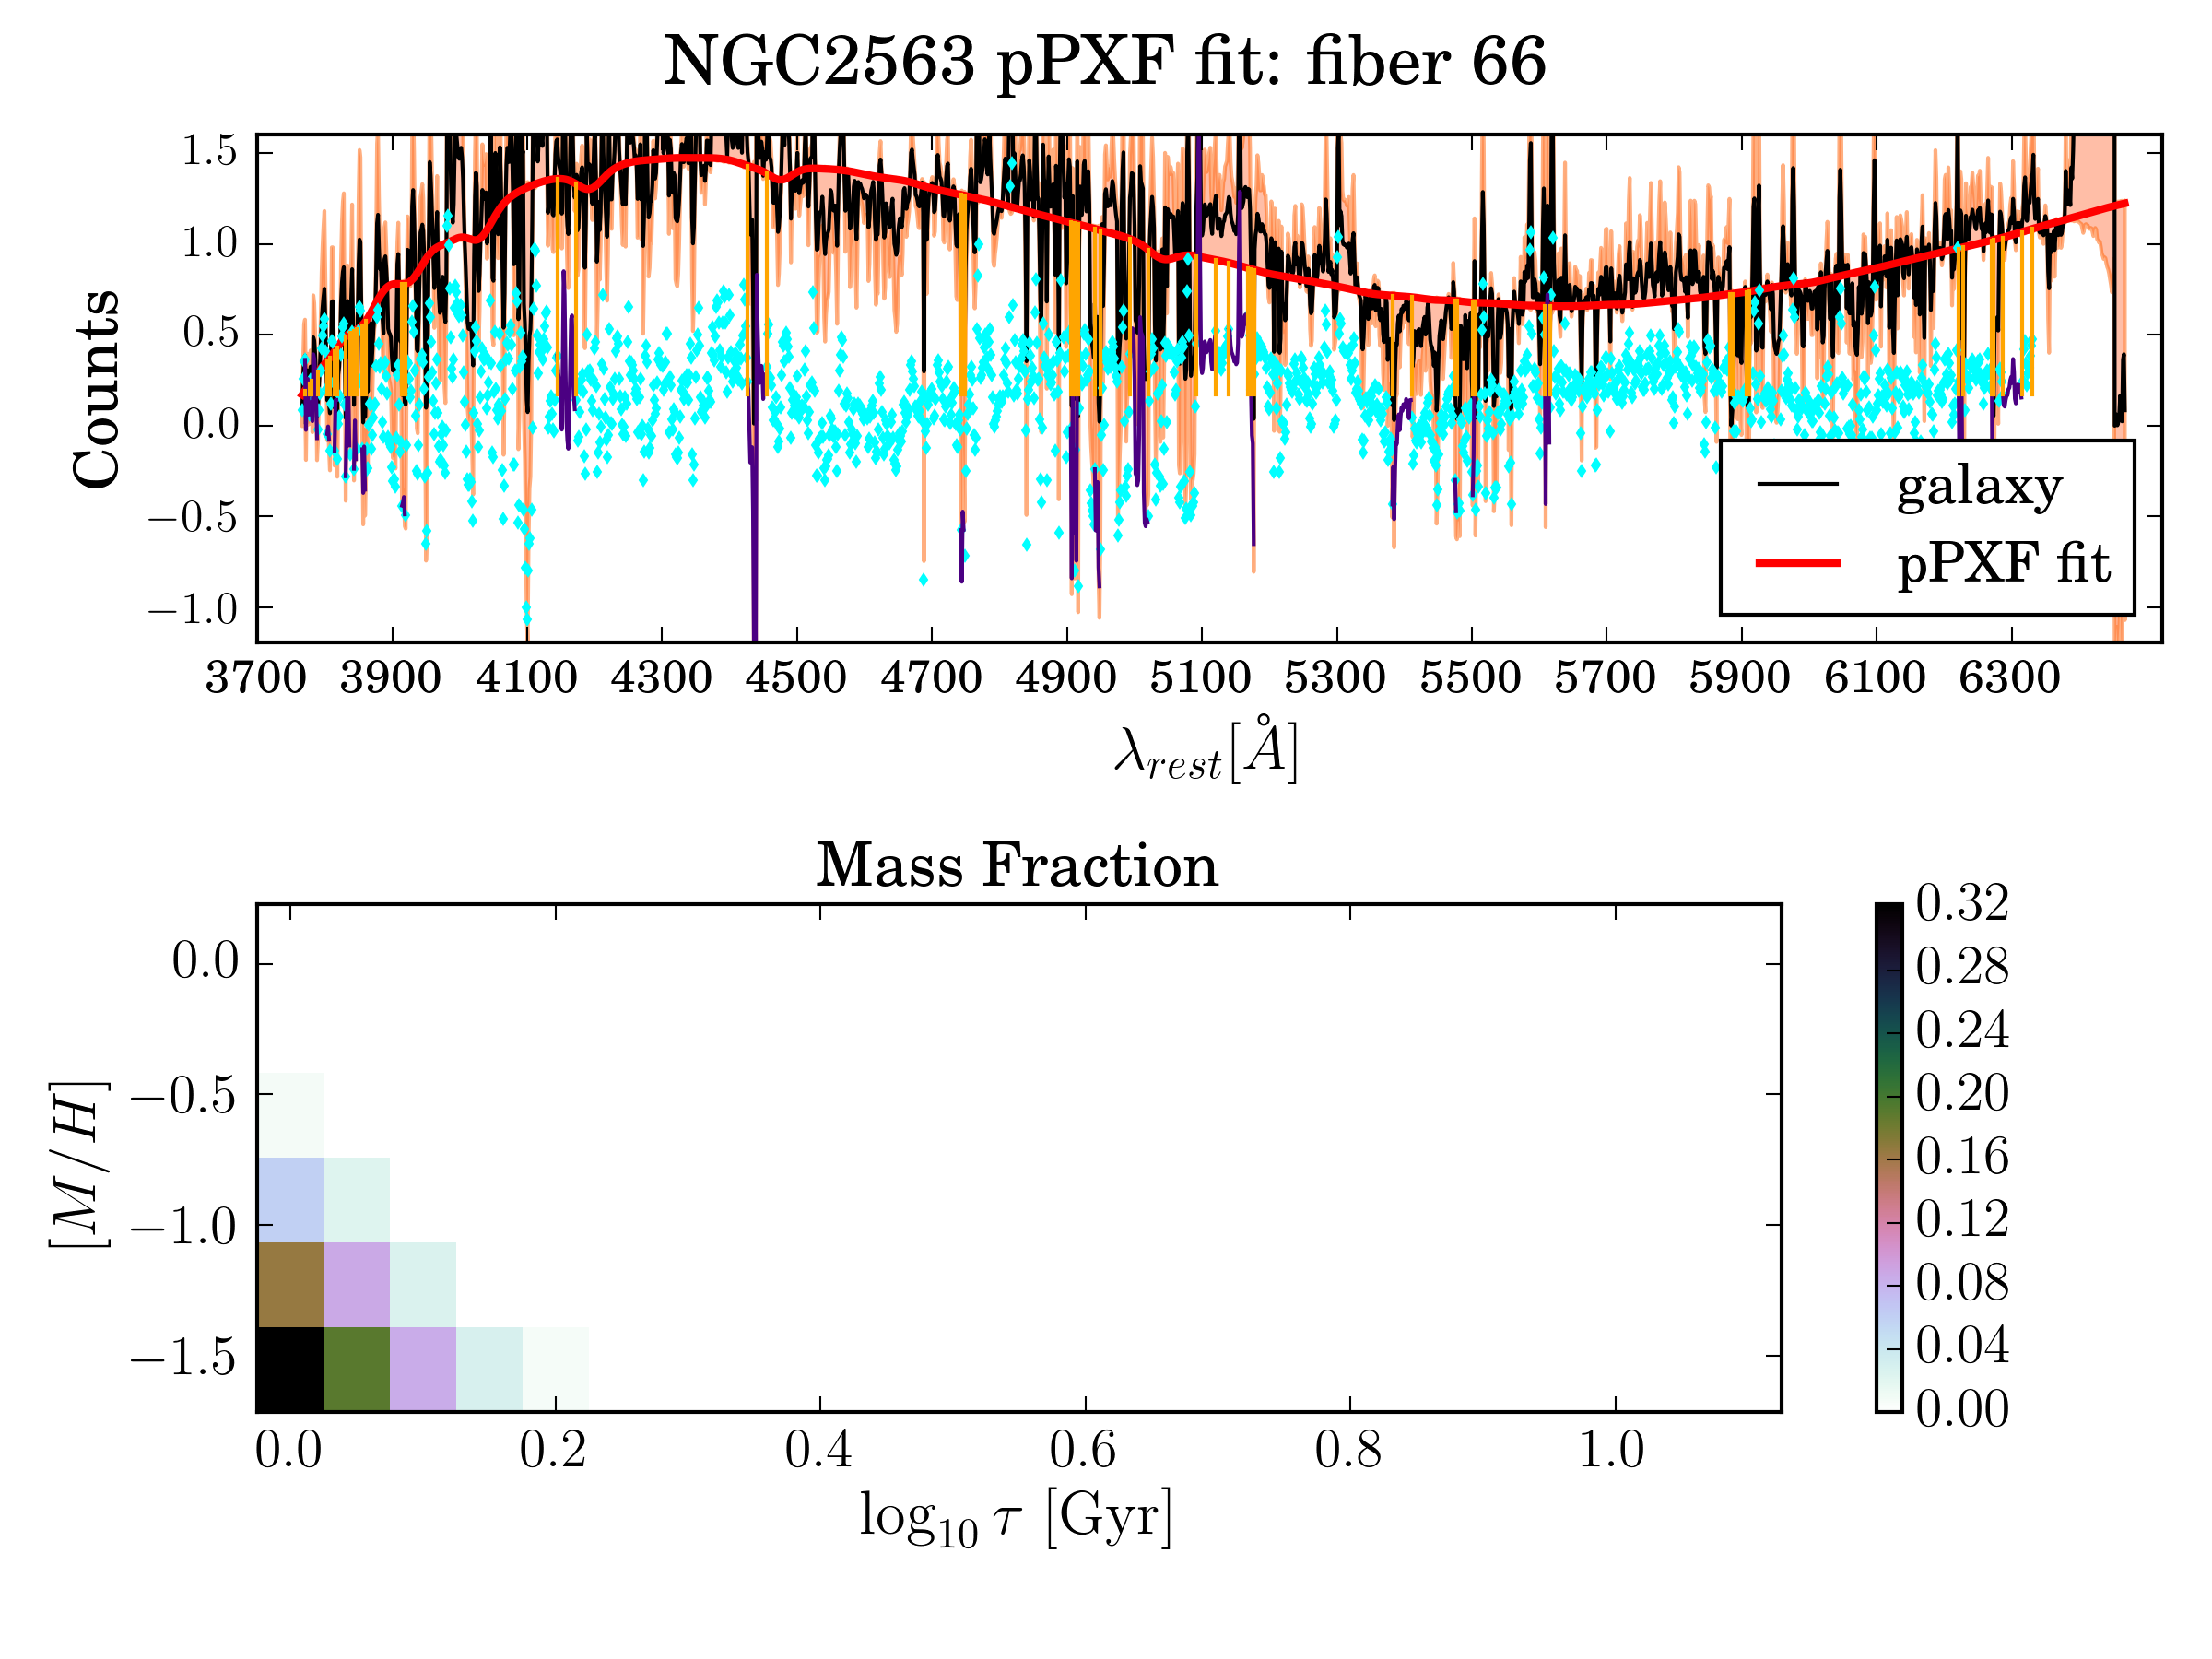 NGC2563 pPXF fit: fiber 66
1.5
1.0
0.5
0.0
−0.5
−1.0
Counts
galaxy
pPXF fit
3700 3900 4100 4300 4500 4700 4900 5100 5300 5500 5700 5900 6100 6300
λrest[Å]
Mass Fraction
0.0
−0.5
−1.0
−1.5
[M/H]
0.0 0.2 0.4 0.6 0.8 1.0
log10 τ [Gyr]
0.32
0.28
0.24
0.20
0.16
0.12
0.08
0.04
0.00